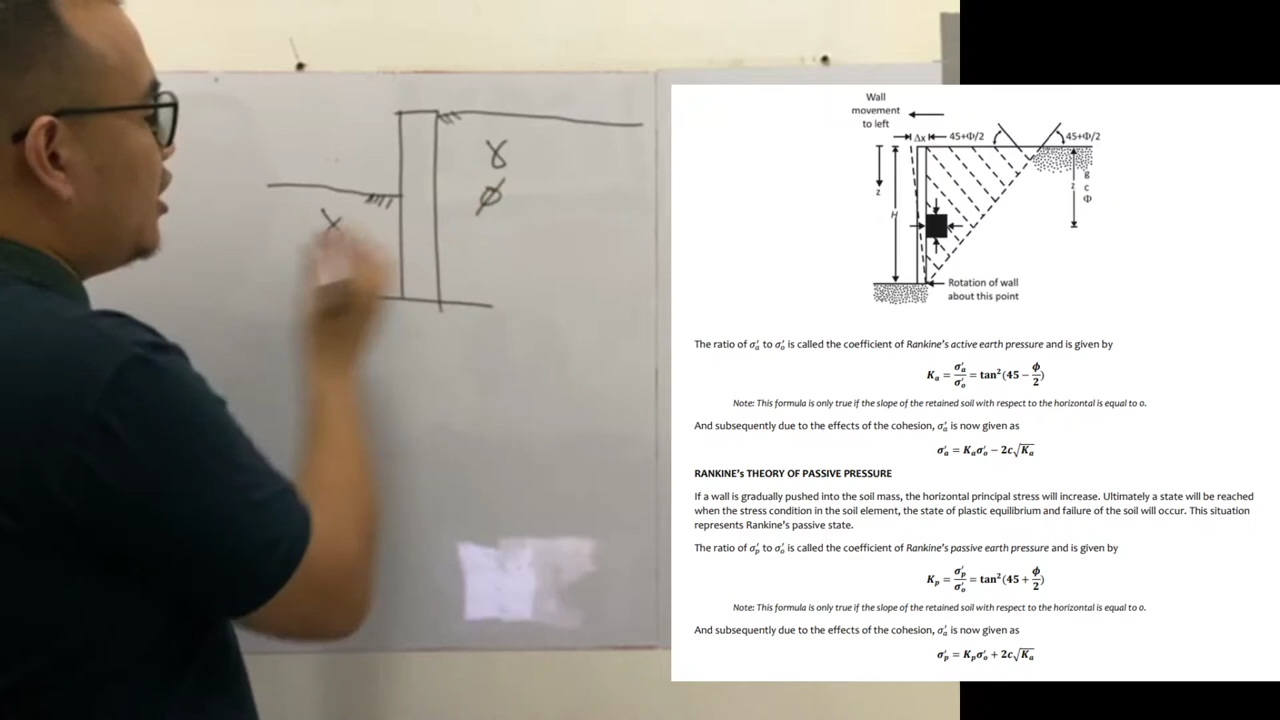 γ
ϕ
γ
Wall
movement
to left
Δx
45+Φ/2
45+Φ/2
z
H
z
g
c
Φ
Rotation of wall
about this point
The ratio of σ′ₐ to σ′ₒ is called the coefficient of Rankine's active earth pressure and is given by
Kₐ = σ′ₐ/σ′ₒ = tan²(45 − ϕ/2)
Note: This formula is only true if the slope of the retained soil with respect to the horizontal is equal to 0.
And subsequently due to the effects of the cohesion, σ′ₐ is now given as
σ′ₐ = Kₐσ′ₒ − 2c√Kₐ
RANKINE's THEORY OF PASSIVE PRESSURE
If a wall is gradually pushed into the soil mass, the horizontal principal stress will increase. Ultimately a state will be reached
when the stress condition in the soil element, the state of plastic equilibrium and failure of the soil will occur. This situation
represents Rankine's passive state.
The ratio of σ′ₚ to σ′ₒ is called the coefficient of Rankine's passive earth pressure and is given by
Kₚ = σ′ₚ/σ′ₒ = tan²(45 + ϕ/2)
Note: This formula is only true if the slope of the retained soil with respect to the horizontal is equal to 0.
And subsequently due to the effects of the cohesion, σ′ₐ is now given as
σ′ₚ = Kₚσ′ₒ + 2c√Kₐ